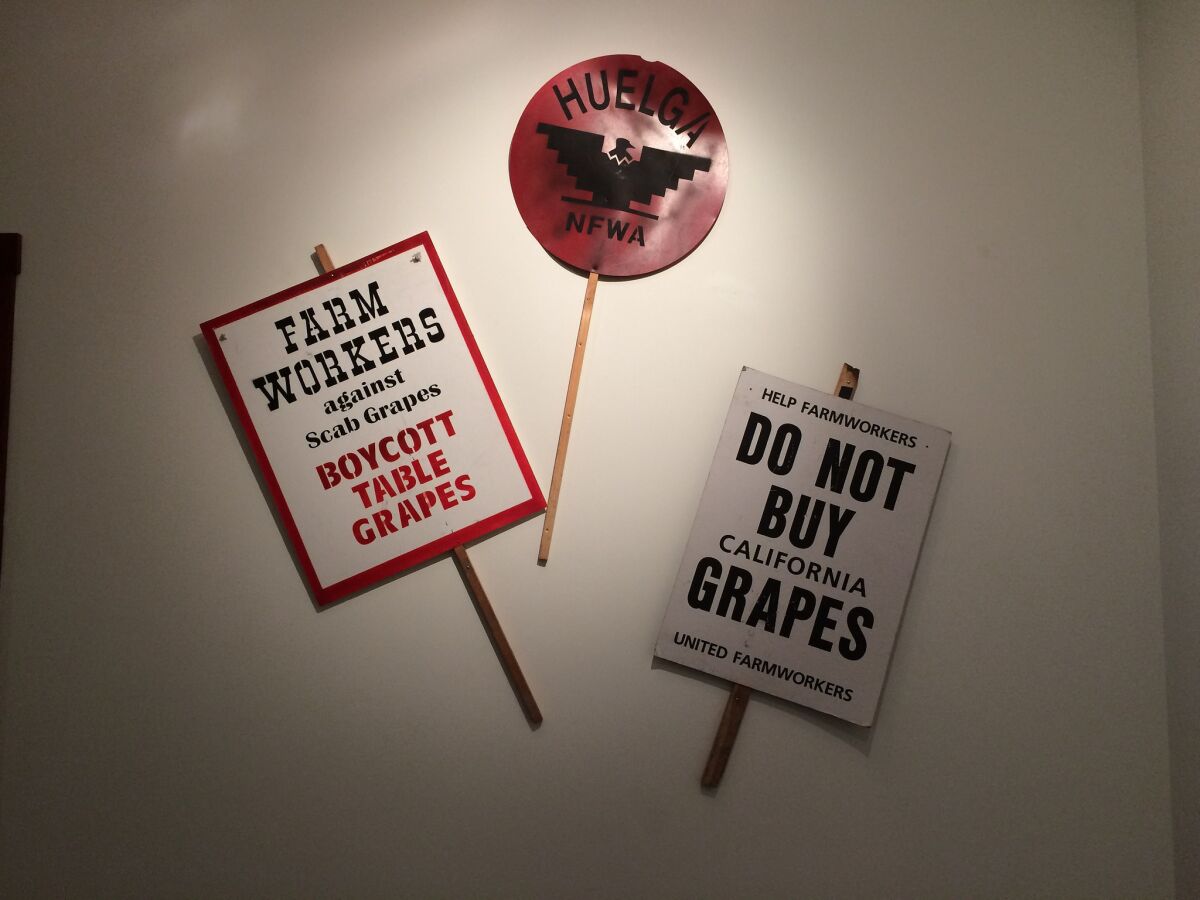 HUELGA
NFWA
FARM
WORKERS
against
Scab Grapes
BOYCOTT
TABLE
GRAPES
HELP FARMWORKERS
DO NOT
BUY
CALIFORNIA
GRAPES
UNITED FARMWORKERS